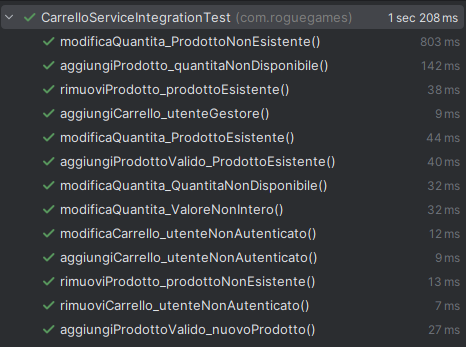 CarrelloServiceIntegrationTest (com.roguegames) 1 sec 208 ms
modificaQuantita_ProdottoNonEsistente() 803 ms
aggiungiProdotto_quantitaNonDisponibile() 142 ms
rimuoviProdotto_prodottoEsistente() 38 ms
aggiungiCarrello_utenteGestore() 9 ms
modificaQuantita_ProdottoEsistente() 44 ms
aggiungiProdottoValido_ProdottoEsistente() 40 ms
modificaQuantita_QuantitaNonDisponibile() 32 ms
modificaQuantita_ValoreNonIntero() 32 ms
modificaCarrello_utenteNonAutenticato() 12 ms
aggiungiCarrello_utenteNonAutenticato() 9 ms
rimuoviProdotto_prodottoNonEsistente() 13 ms
rimuoviCarrello_utenteNonAutenticato() 7 ms
aggiungiProdottoValido_nuovoProdotto() 27 ms